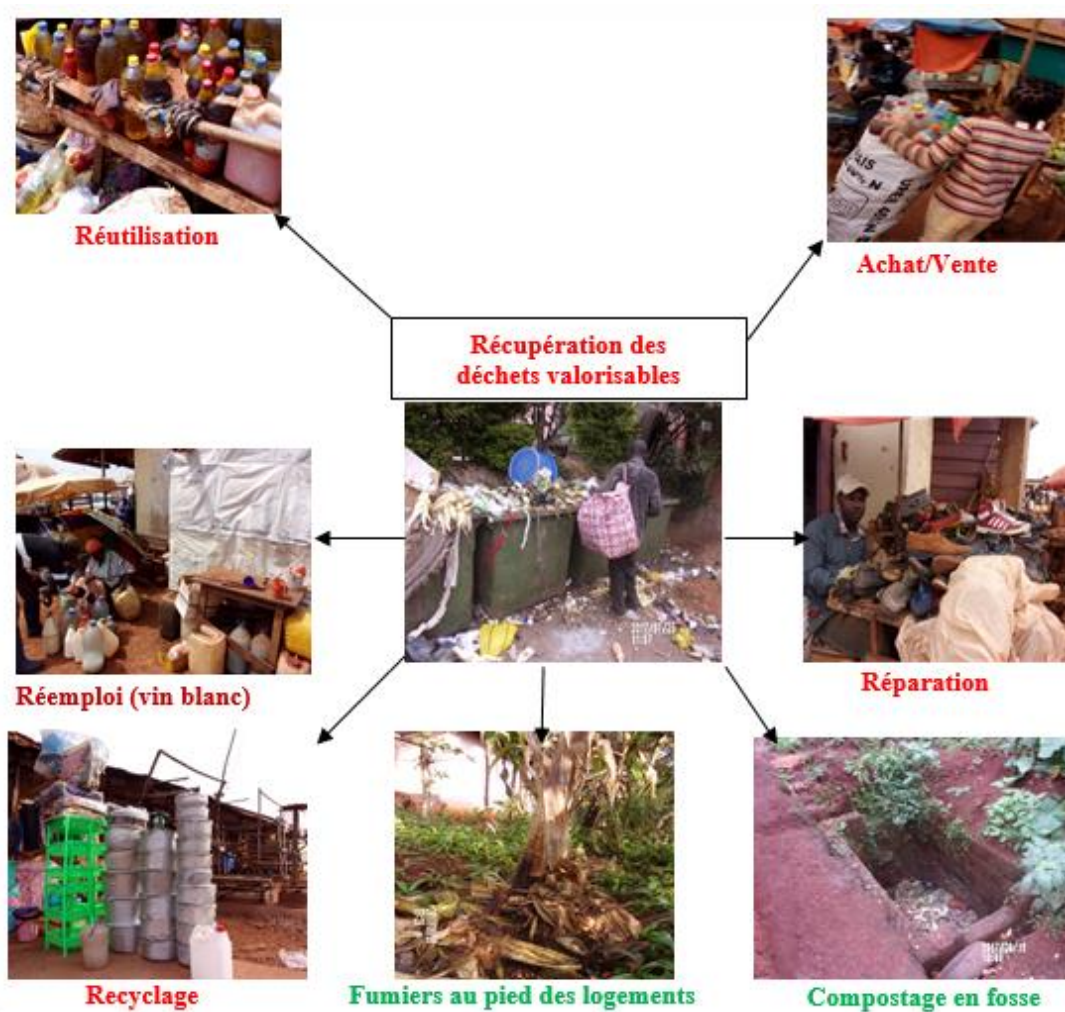 Réutilisation
Achat/Vente
Récupération des
déchets valorisables
Réemploi (vin blanc)
Réparation
Recyclage
Fumiers au pied des logements
Compostage en fosse